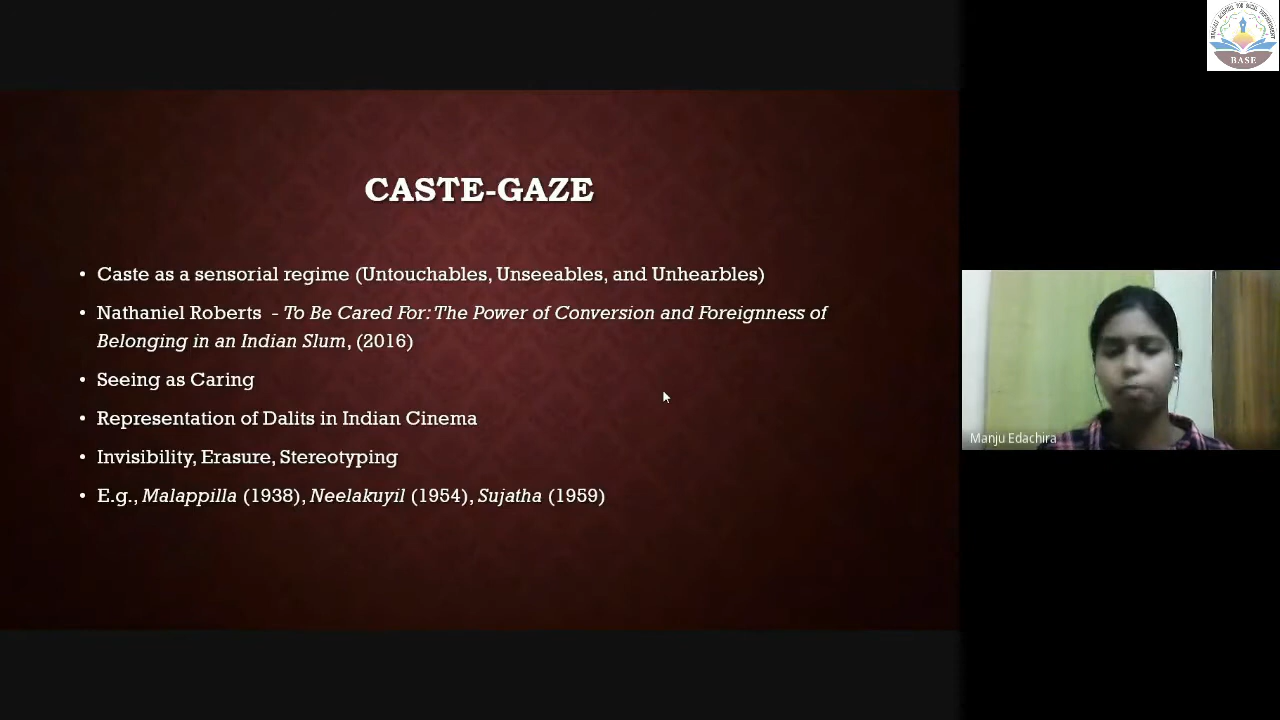 CASTE-GAZE
• Caste as a sensorial regime (Untouchables, Unseeables, and Unhearbles)
• Nathaniel Roberts - To Be Cared For: The Power of Conversion and Foreignness of
Belonging in an Indian Slum, (2016)
• Seeing as Caring
• Representation of Dalits in Indian Cinema
• Invisibility, Erasure, Stereotyping
• E.g., Malappilla (1938), Neelakuyil (1954), Sujatha (1959)
Manju Edachira
BASE